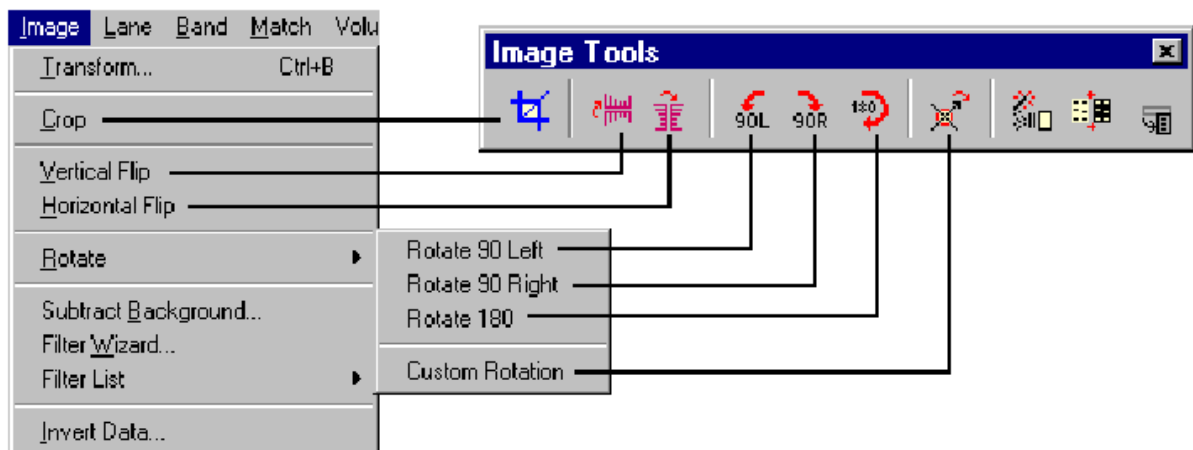 Image Lane Band Match Volu
Transform... Ctrl+B
Crop
Vertical Flip
Horizontal Flip
Rotate
Subtract Background...
Filter Wizard...
Filter List
Invert Data...
Rotate 90 Left
Rotate 90 Right
Rotate 180
Custom Rotation
Image Tools
90L 90R 180